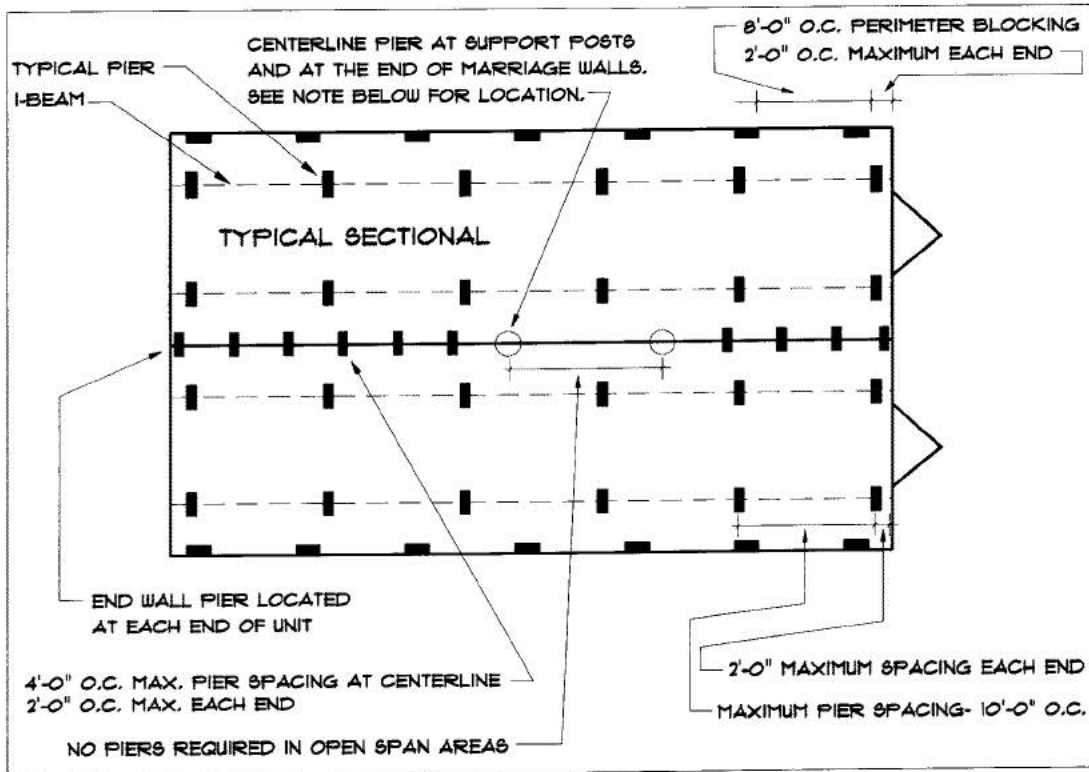 8'-0" O.C. PERIMETER BLOCKING
2'-0" O.C. MAXIMUM EACH END
CENTERLINE PIER AT SUPPORT POSTS
AND AT THE END OF MARRIAGE WALLS.
SEE NOTE BELOW FOR LOCATION.
TYPICAL PIER
I-BEAM
TYPICAL SECTIONAL
END WALL PIER LOCATED
AT EACH END OF UNIT
4'-0" O.C. MAX. PIER SPACING AT CENTERLINE
2'-0" O.C. MAX. EACH END
NO PIERS REQUIRED IN OPEN SPAN AREAS
2'-0" MAXIMUM SPACING EACH END
MAXIMUM PIER SPACING- 10'-0" O.C.